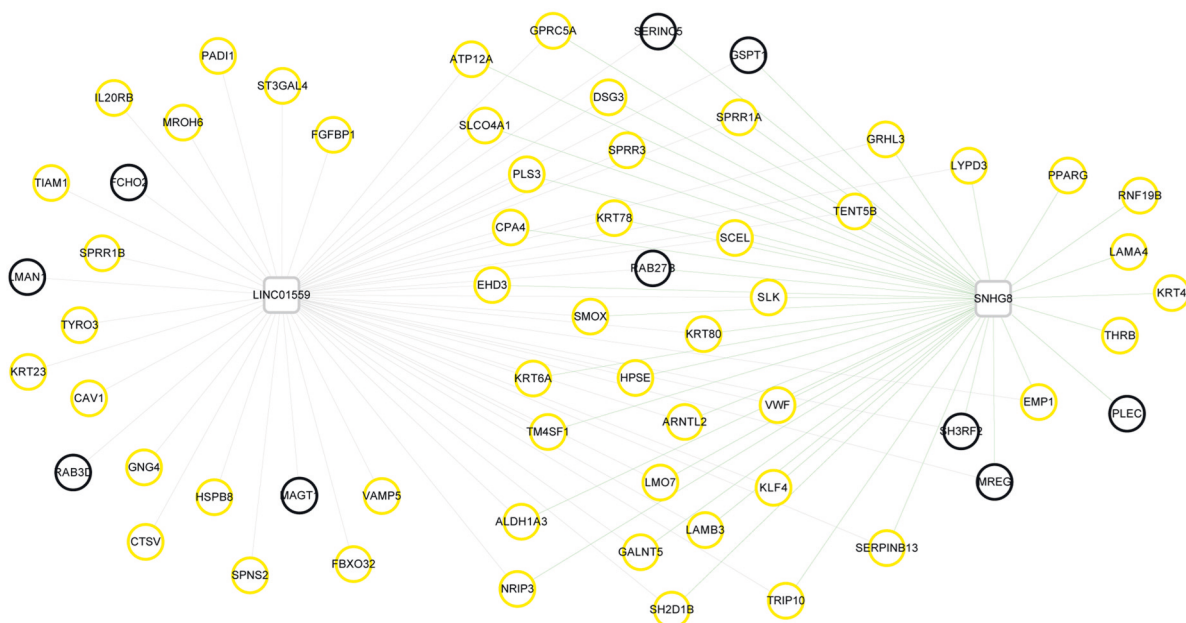 GPRC5A
SERINC5
PADI1
GSPT1
ATP12A
ST3GAL4
IL20RB
DSG3
SPRR1A
MROH6
SLCO4A1
FGFBP1
GRHL3
SPRR3
LYPD3
PLS3
PPARG
TIAM1
FCHO2
RNF19B
TENT5B
KRT78
CPA4
SCEL
SPRR1B
LAMA4
RAB27B
LMAN1
EHD3
LINC01559
SLK
SNHG8
KRT4
SMOX
TYRO3
KRT80
THRB
KRT23
KRT6A
HPSE
CAV1
VWF
EMP1
PLEC
ARNTL2
TM4SF1
SH3RF2
GNG4
RAB3D
LMO7
MREG
KLF4
HSPB8
MAGT1
VAMP5
ALDH1A3
LAMB3
CTSV
GALNT5
SERPINB13
FBXO32
SPNS2
NRIP3
TRIP10
SH2D1B